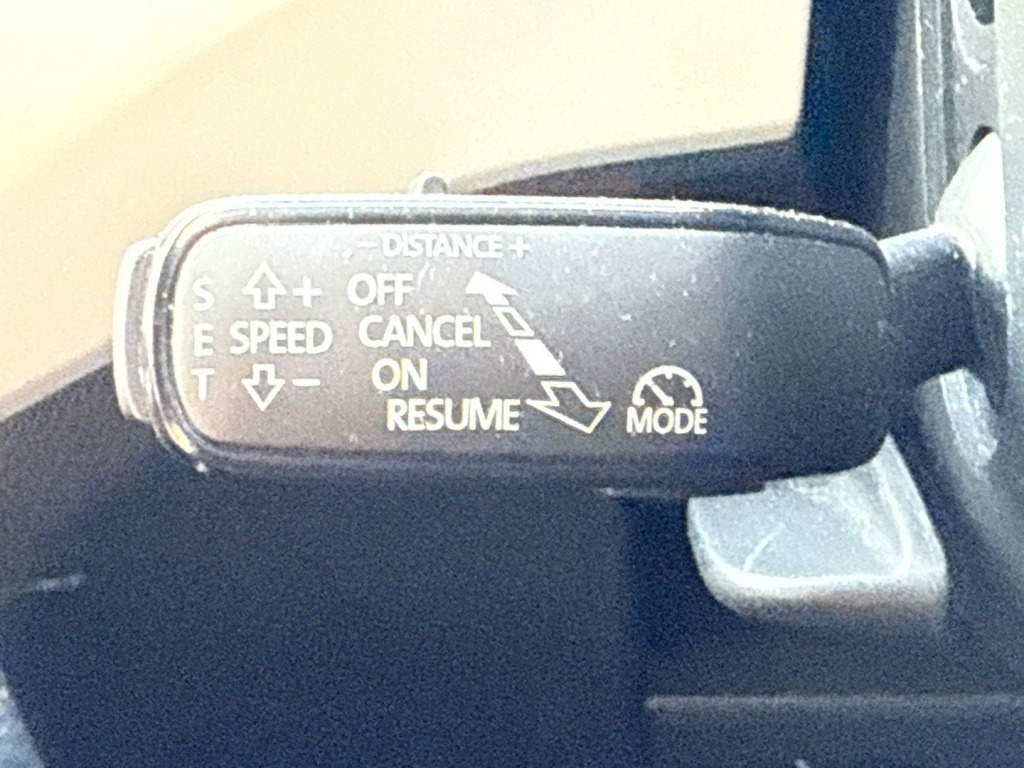 − DISTANCE +
S + OFF
E SPEED CANCEL
T − ON
RESUME MODE